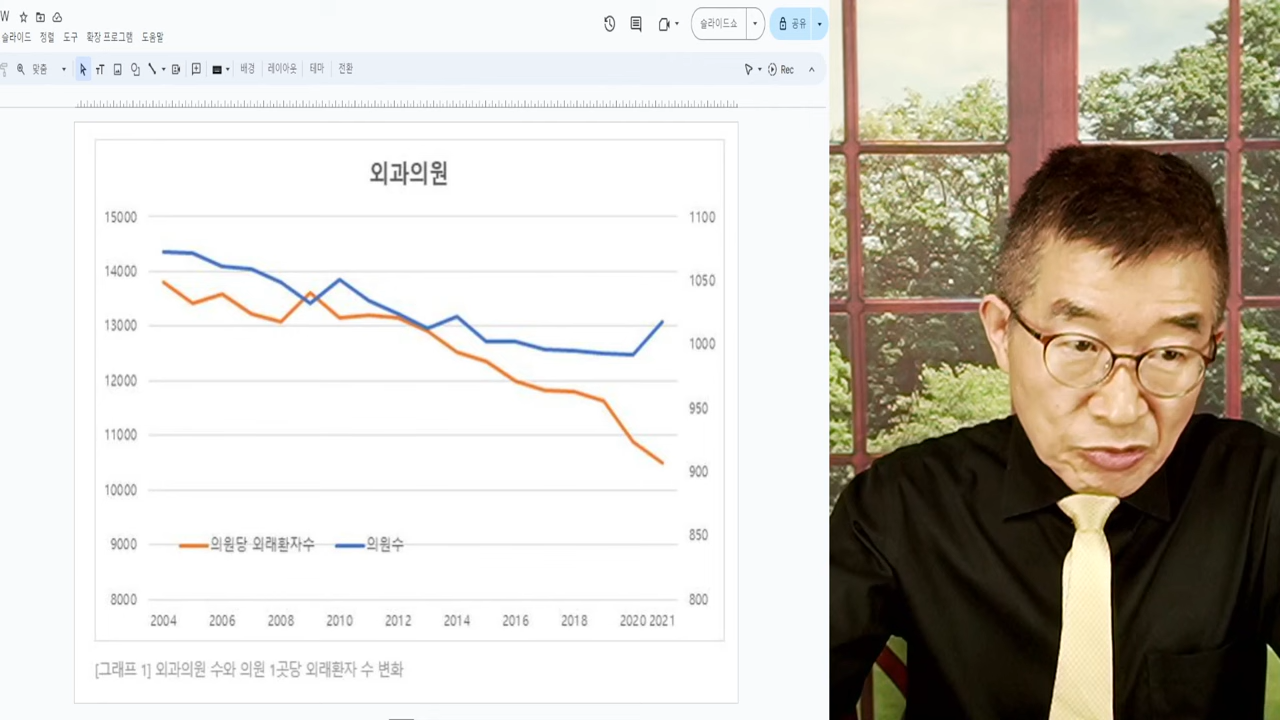 W
슬라이드 정렬 도구 확장 프로그램 도움말
슬라이드쇼
공유
맞춤
배경 레이아웃 테마 전환
Rec
외과의원
15000
14000
13000
12000
11000
10000
9000
8000
1100
1050
1000
950
900
850
800
의원당 외래환자수 의원수
2004 2006 2008 2010 2012 2014 2016 2018 2020 2021
[그래프 1] 외과의원 수와 의원 1곳당 외래환자 수 변화